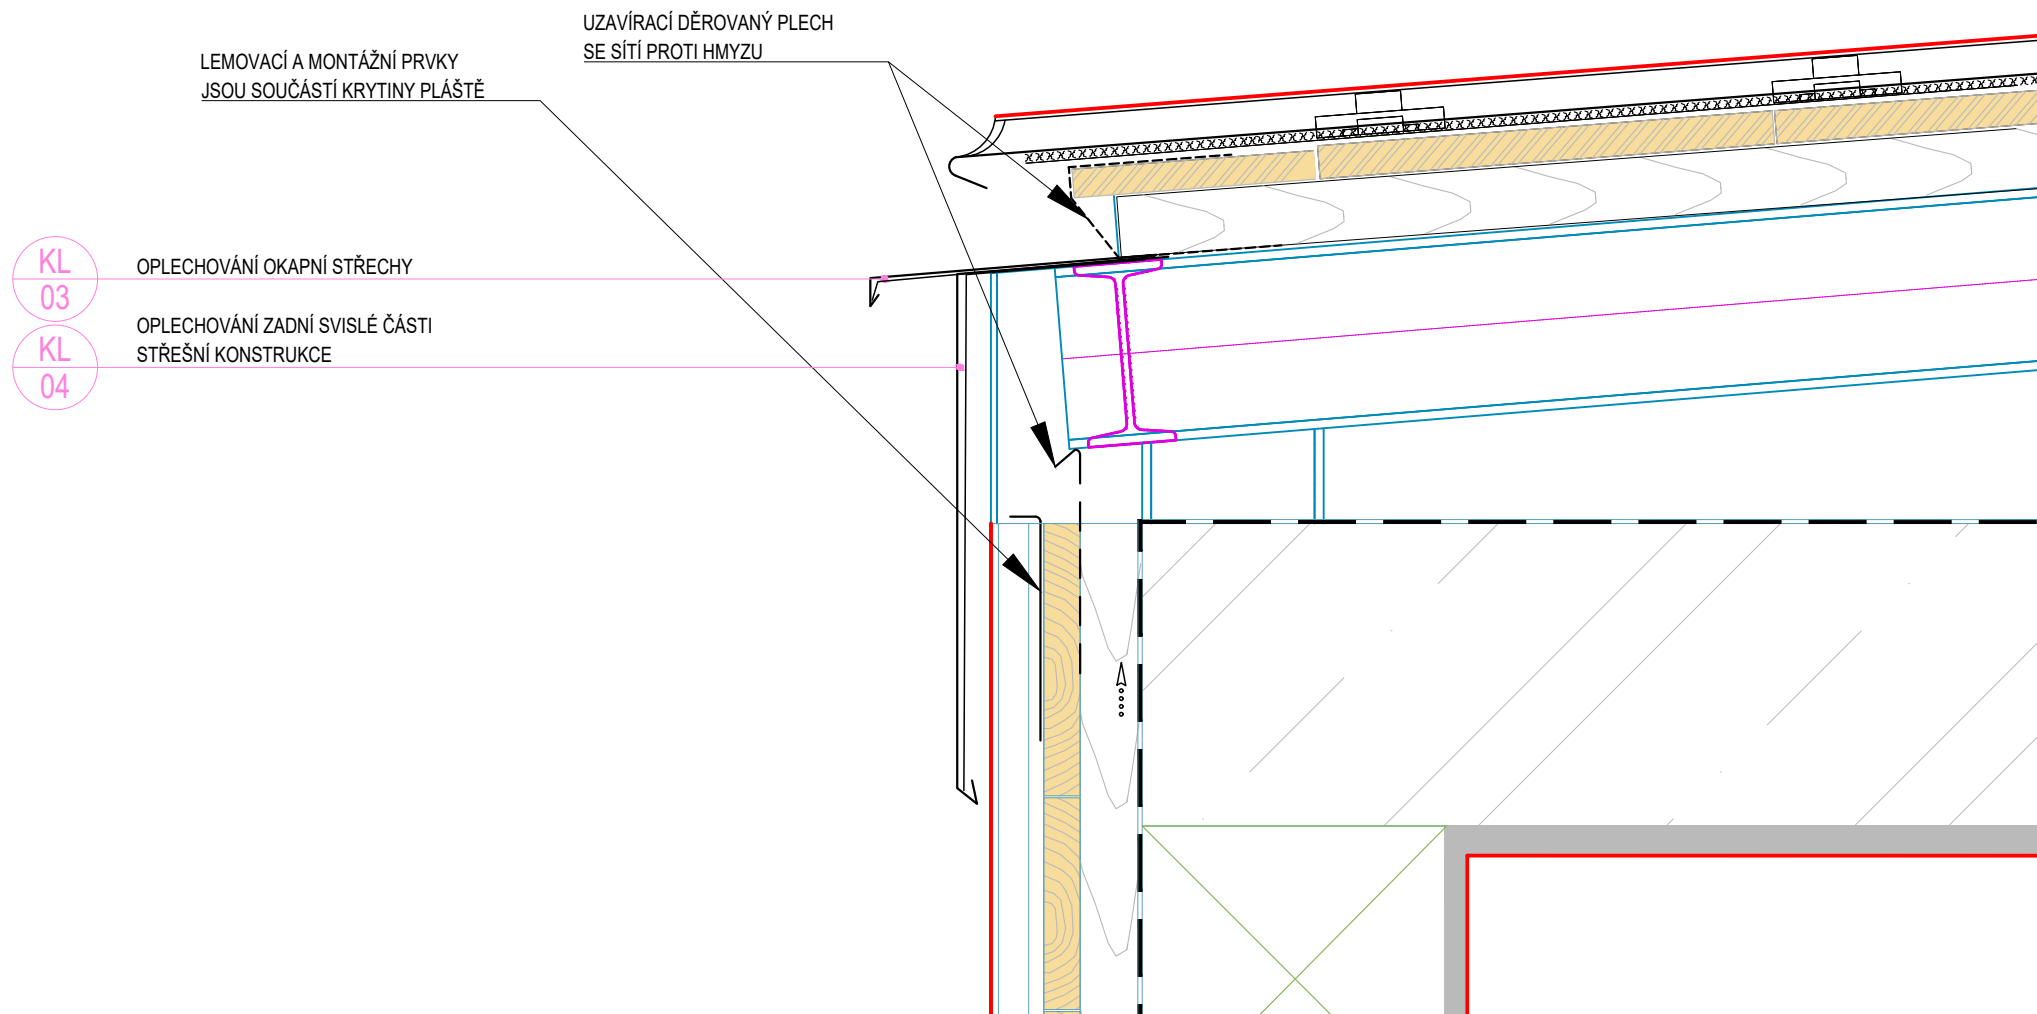 UZAVÍRACÍ DĚROVANÝ PLECH
SE SÍTÍ PROTI HMYZU
LEMOVACÍ A MONTÁŽNÍ PRVKY
JSOU SOUČÁSTÍ KRYTINY PLÁŠTĚ
KL
03
OPLECHOVÁNÍ OKAPNÍ STŘECHY
KL
04
OPLECHOVÁNÍ ZADNÍ SVISLÉ ČÁSTI
STŘEŠNÍ KONSTRUKCE